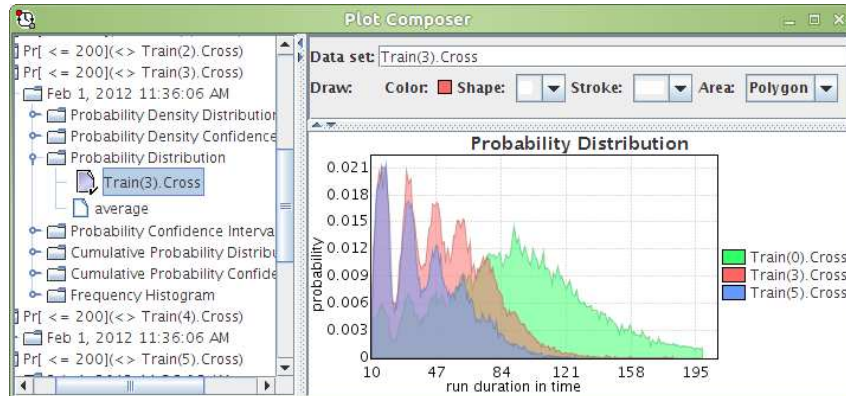 Plot Composer
Pr[ <= 200](<> Train(2).Cross)
Pr[ <= 200](<> Train(3).Cross)
Feb 1, 2012 11:36:06 AM
Probability Density Distribution
Probability Density Confidence
Probability Distribution
Train(3).Cross
average
Probability Confidence Interva
Cumulative Probability Distribu
Cumulative Probability Confide
Frequency Histogram
Pr[ <= 200](<> Train(4).Cross)
Feb 1, 2012 11:36:06 AM
Pr[ <= 200](<> Train(5).Cross)
Data set: Train(3).Cross
Draw: Color: Shape: Stroke: Area: Polygon
Probability Distribution
probability
0.021
0.018
0.015
0.012
0.009
0.006
0.003
0
10 47 84 121 158 195
run duration in time
Train(0).Cross
Train(3).Cross
Train(5).Cross